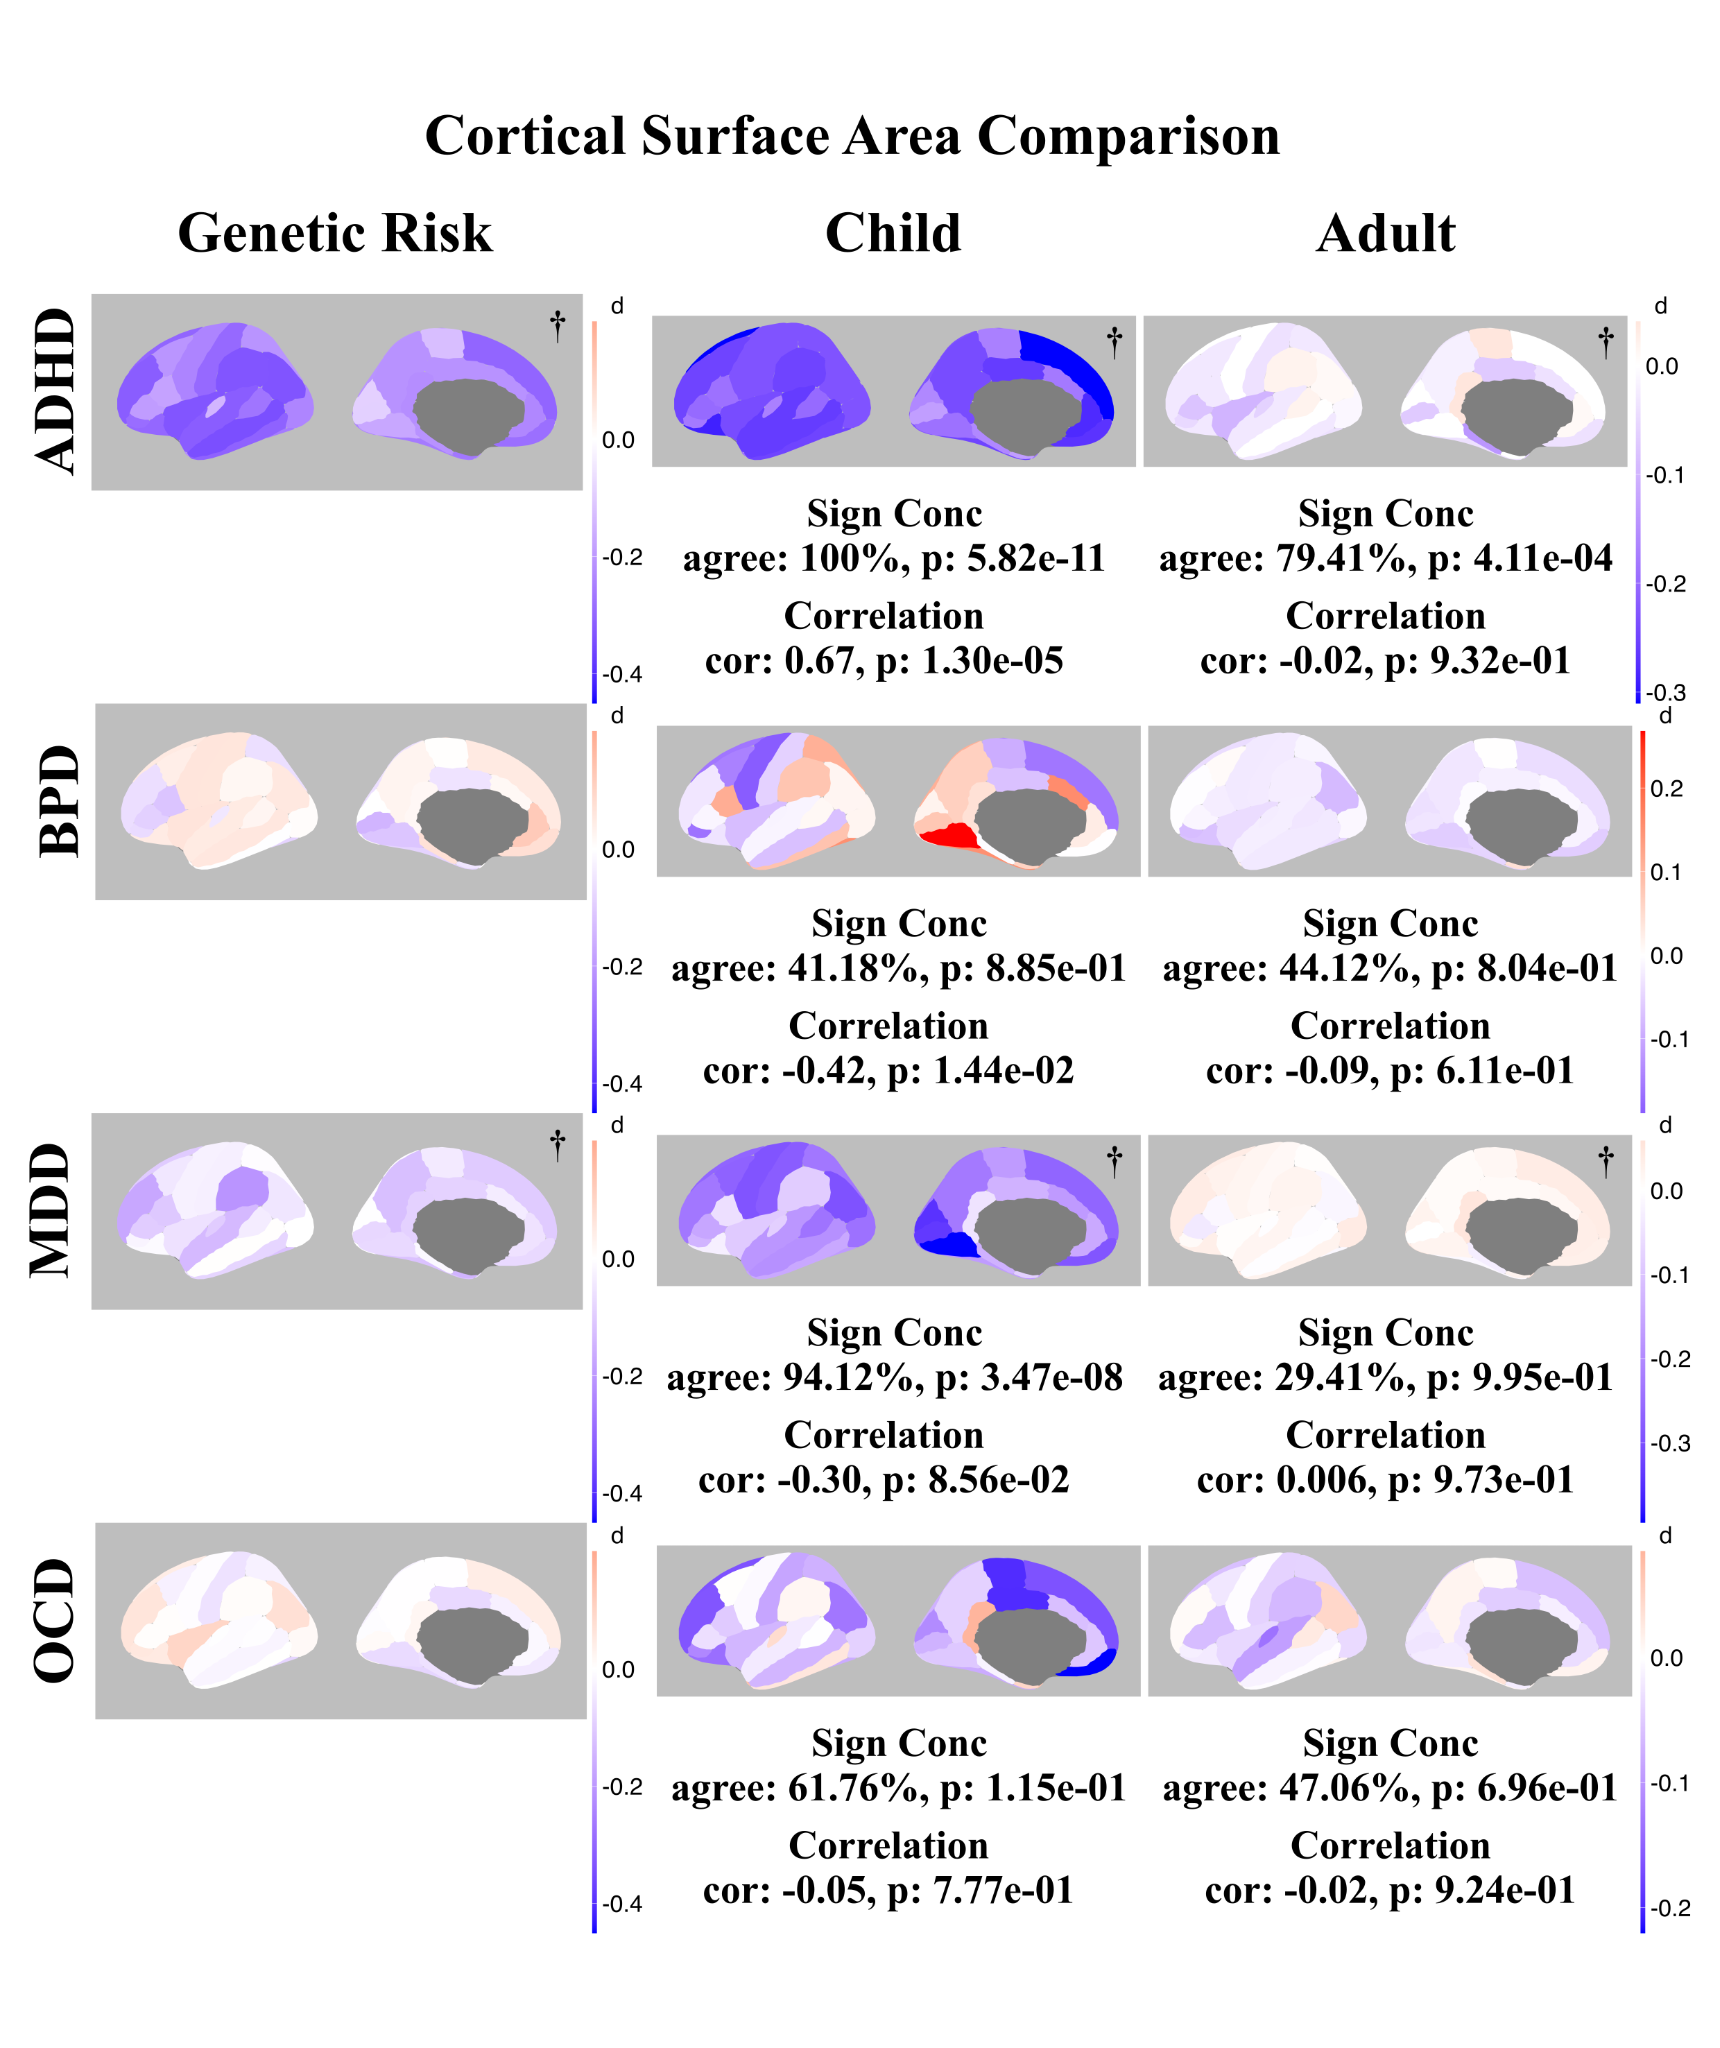 Cortical Surface Area Comparison
Genetic Risk
Child
Adult
ADHD
†
d
0.0
-0.2
-0.4
†
†
d
0.0
-0.1
-0.2
-0.3
Sign Conc
agree: 100%, p: 5.82e-11
Correlation
cor: 0.67, p: 1.30e-05
Sign Conc
agree: 79.41%, p: 4.11e-04
Correlation
cor: -0.02, p: 9.32e-01
BPD
d
0.0
-0.2
-0.4
d
0.2
0.1
0.0
-0.1
Sign Conc
agree: 41.18%, p: 8.85e-01
Correlation
cor: -0.42, p: 1.44e-02
Sign Conc
agree: 44.12%, p: 8.04e-01
Correlation
cor: -0.09, p: 6.11e-01
MDD
†
d
0.0
-0.2
-0.4
†
†
d
0.0
-0.1
-0.2
-0.3
Sign Conc
agree: 94.12%, p: 3.47e-08
Correlation
cor: -0.30, p: 8.56e-02
Sign Conc
agree: 29.41%, p: 9.95e-01
Correlation
cor: 0.006, p: 9.73e-01
OCD
d
0.0
-0.2
-0.4
d
0.0
-0.1
-0.2
Sign Conc
agree: 61.76%, p: 1.15e-01
Correlation
cor: -0.05, p: 7.77e-01
Sign Conc
agree: 47.06%, p: 6.96e-01
Correlation
cor: -0.02, p: 9.24e-01